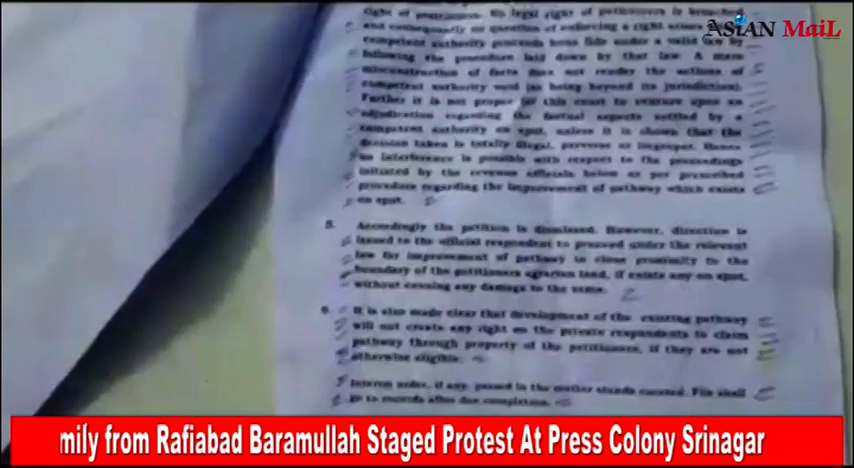 ASIAN MaiL
right of petitioners. No legal right of petitioners is breached
and consequently no question of enforcing a right arises
competent authority proceeds bona fide under a valid law by
following the procedure laid down by that law. A mere
misconstruction of facts does not render the actions of
competent authority void (as being beyond its jurisdiction).
Further it is not proper for this court to venture upon an
adjudication regarding the factual aspects settled by a
competent authority on spot, unless it is shown that the
decision taken is totally illegal, perverse or improper. Hence
no interference is possible with respect to the proceedings
initiated by the revenue officials below as per prescribed
procedure regarding the improvement of pathway which exists
on spot.
5. Accordingly the petition is dismissed. However, direction is
issued to the official respondent to proceed under the relevant
law for improvement of pathway in close proximity to the
boundary of the petitioners agrarian land, if exists any on spot,
without causing any damage to the same.
6. It is also made clear that development of the existing pathway
will not create any right on the private respondents to claim
pathway through property of the petitioners, if they are not
otherwise eligible.
Interim order, if any, passed in the matter stands vacated. File shall
go to records after due completion.
mily from Rafiabad Baramullah Staged Protest At Press Colony Srinagar